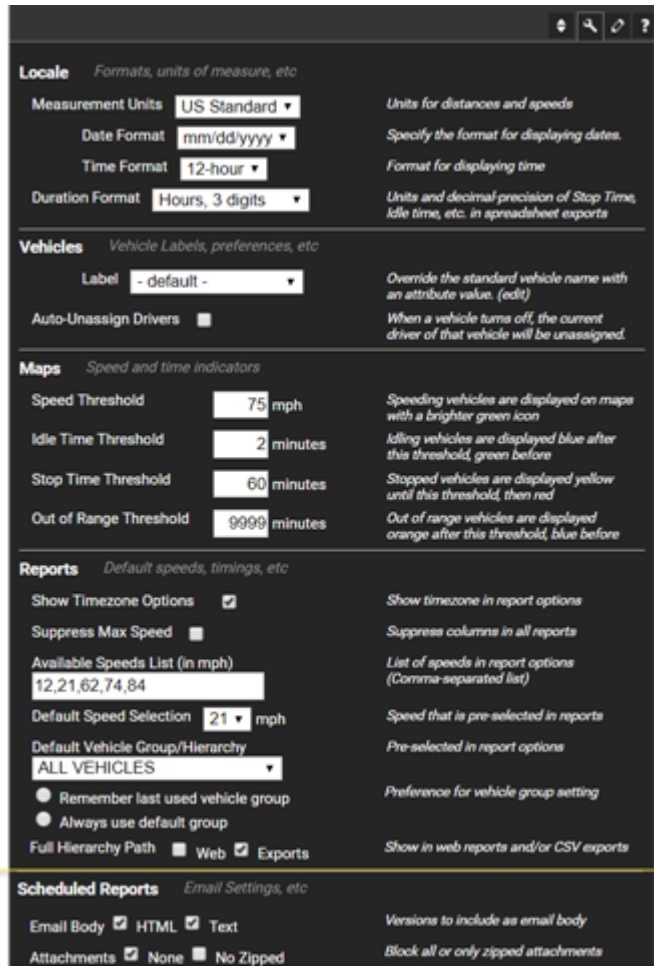 ?
Locale Formats, units of measure, etc
Measurement Units US Standard Units for distances and speeds
Date Format mm/dd/yyyy Specify the format for displaying dates.
Time Format 12-hour Format for displaying time
Duration Format Hours, 3 digits Units and decimal-precision of Stop Time,
Idle time, etc. in spreadsheet exports
Vehicles Vehicle Labels, preferences, etc
Label - default - Override the standard vehicle name with
an attribute value. (edit)
Auto-Unassign Drivers When a vehicle turns off, the current
driver of that vehicle will be unassigned.
Maps Speed and time indicators
Speed Threshold 75 mph Speeding vehicles are displayed on maps
with a brighter green icon
Idle Time Threshold 2 minutes Idling vehicles are displayed blue after
this threshold, green before
Stop Time Threshold 60 minutes Stopped vehicles are displayed yellow
until this threshold, then red
Out of Range Threshold 9999 minutes Out of range vehicles are displayed
orange after this threshold, blue before
Reports Default speeds, timings, etc
Show Timezone Options Show timezone in report options
Suppress Max Speed Suppress columns in all reports
Available Speeds List (in mph) List of speeds in report options
12,21,62,74,84 (Comma-separated list)
Default Speed Selection 21 mph Speed that is pre-selected in reports
Default Vehicle Group/Hierarchy Pre-selected in report options
ALL VEHICLES
Remember last used vehicle group Preference for vehicle group setting
Always use default group
Full Hierarchy Path Web Exports Show in web reports and/or CSV exports
Scheduled Reports Email Settings, etc
Email Body HTML Text Versions to include as email body
Attachments None No Zipped Block all or only zipped attachments